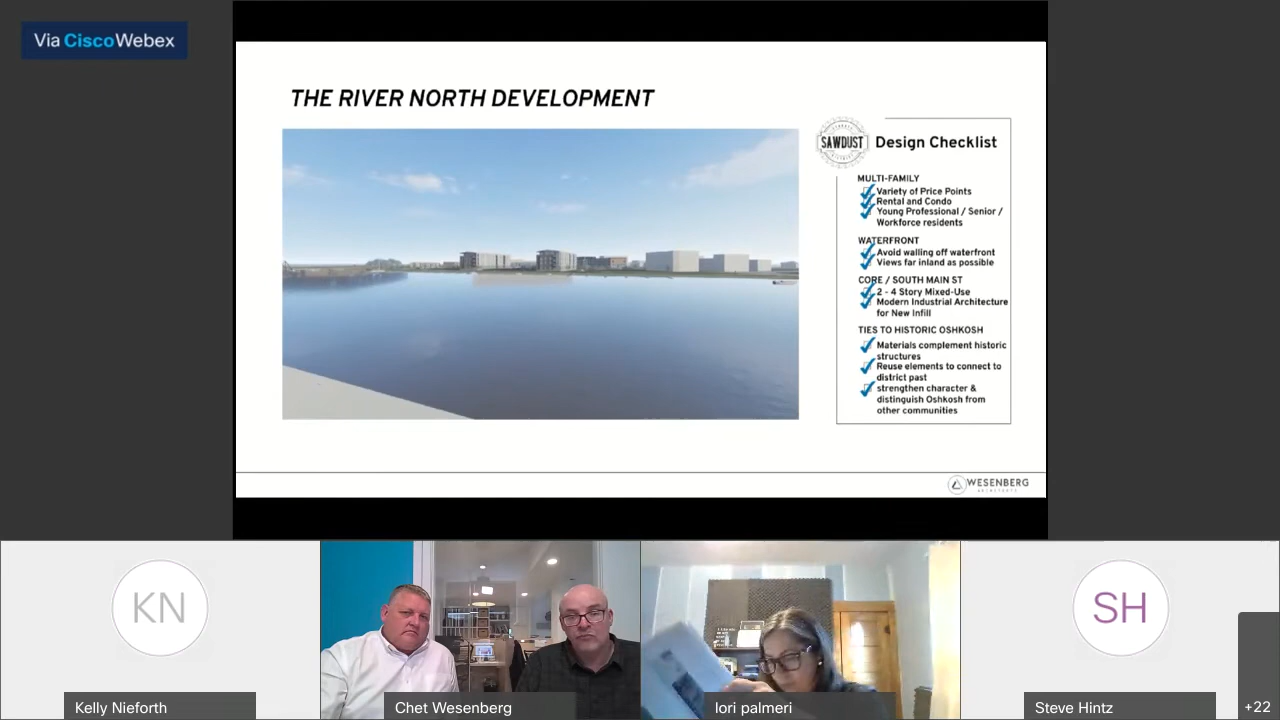 Via Cisco Webex
THE RIVER NORTH DEVELOPMENT
SAWDUST
Design Checklist
MULTI-FAMILY
Variety of Price Points
Rental and Condo
Young Professional / Senior /
Workforce residents
WATERFRONT
Avoid walling off waterfront
Views far inland as possible
CORE / SOUTH MAIN ST
2 - 4 Story Mixed-Use
Modern Industrial Architecture
for New Infill
TIES TO HISTORIC OSHKOSH
Materials complement historic
structures
Reuse elements to connect to
district past
strengthen character &
distinguish Oshkosh from
other communities
WESENBERG
ARCHITECTS
KN
SH
Kelly Nieforth
Chet Wesenberg
lori palmeri
Steve Hintz
+22